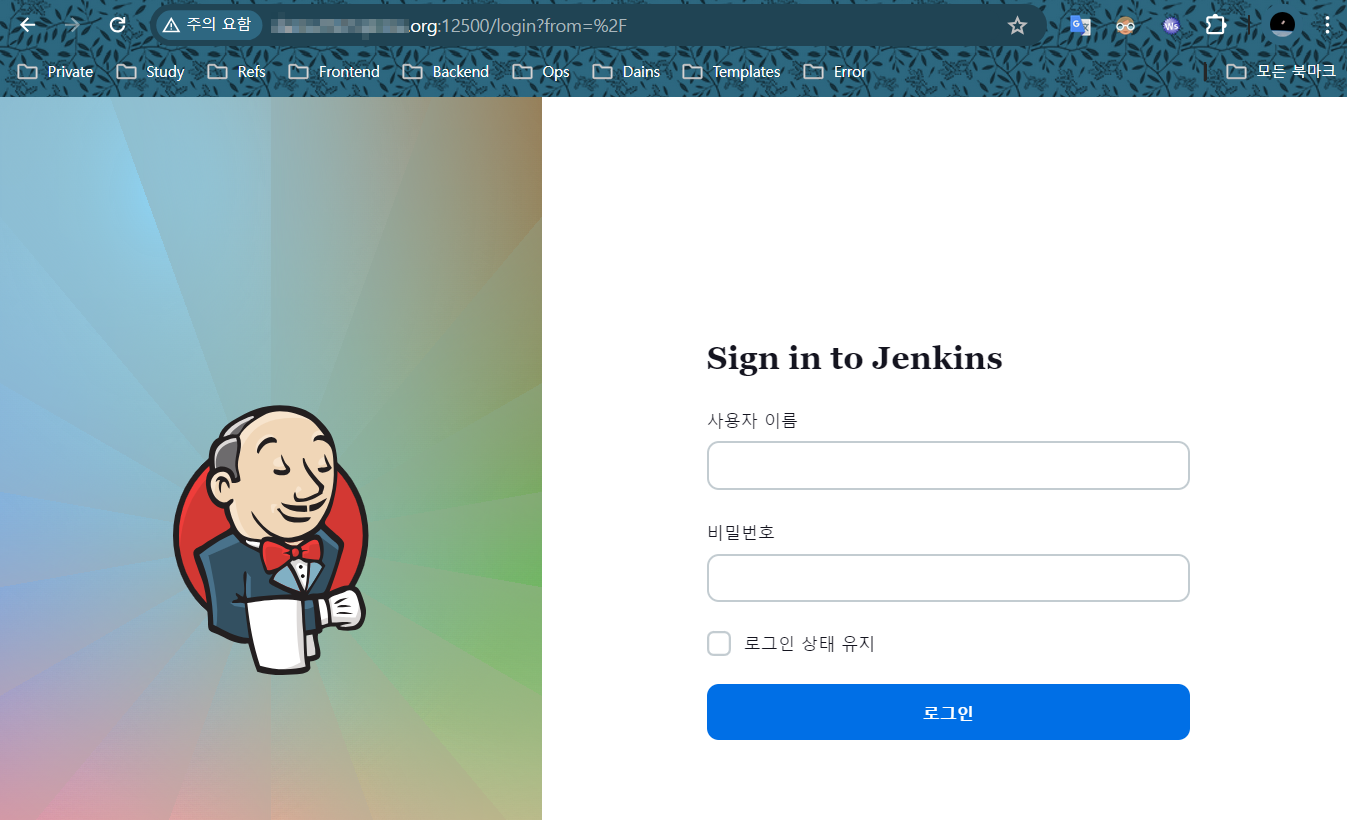 주의 요함 .org:12500/login?from=%2F
Private Study Refs Frontend Backend Ops Dains Templates Error 모든 북마크
Sign in to Jenkins
사용자 이름
비밀번호
로그인 상태 유지
로그인